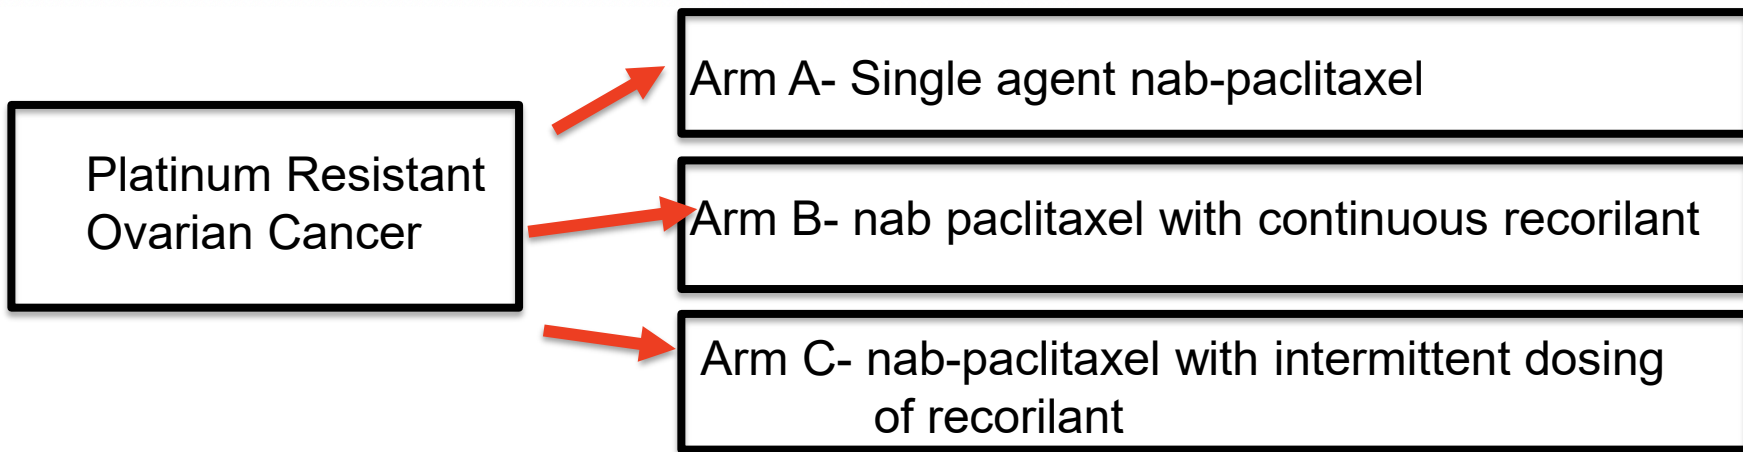 Platinum Resistant
Ovarian Cancer
Arm A- Single agent nab-paclitaxel
Arm B- nab paclitaxel with continuous recorilant
Arm C- nab-paclitaxel with intermittent dosing
of recorilant